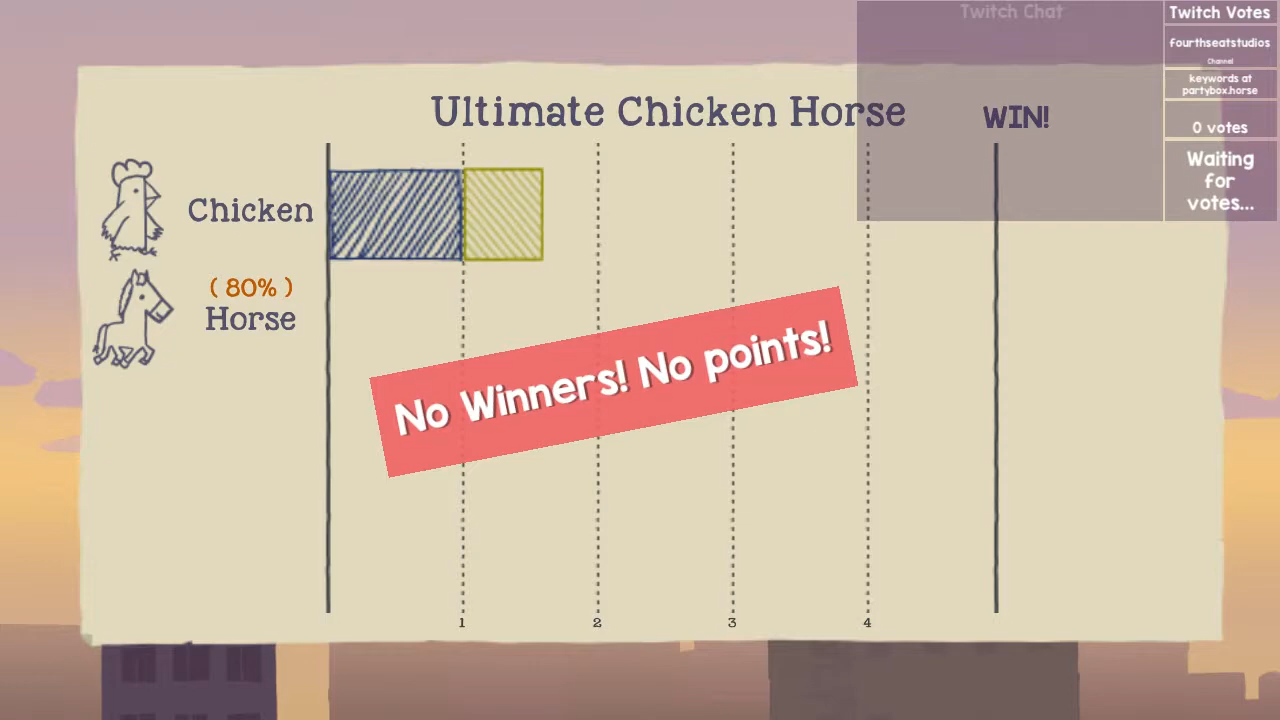 Twitch Chat
Twitch Votes
fourthseatstudios
Channel
keywords at
partybox.horse
0 votes
Waiting
for
votes...
Ultimate Chicken Horse
WIN!
Chicken
( 80% )
Horse
No Winners! No points!
1 2 3 4